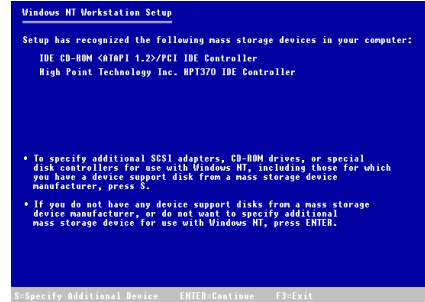 Windows NT Workstation Setup
Setup has recognized the following mass storage devices in your computer:
IDE CD-ROM <ATAPI 1.2>/PCI IDE Controller
High Point Technology Inc. HPT370 IDE Controller
• To specify additional SCSI adapters, CD-ROM drives, or special
disk controllers for use with Windows NT, including those for which
you have a device support disk from a mass storage device
manufacturer, press S.
• If you do not have any device support disks from a mass storage
device manufacturer, or do not want to specify additional
mass storage device for use with Windows NT, press ENTER.
S=Specify Additional Device ENTER=Continue F3=Exit